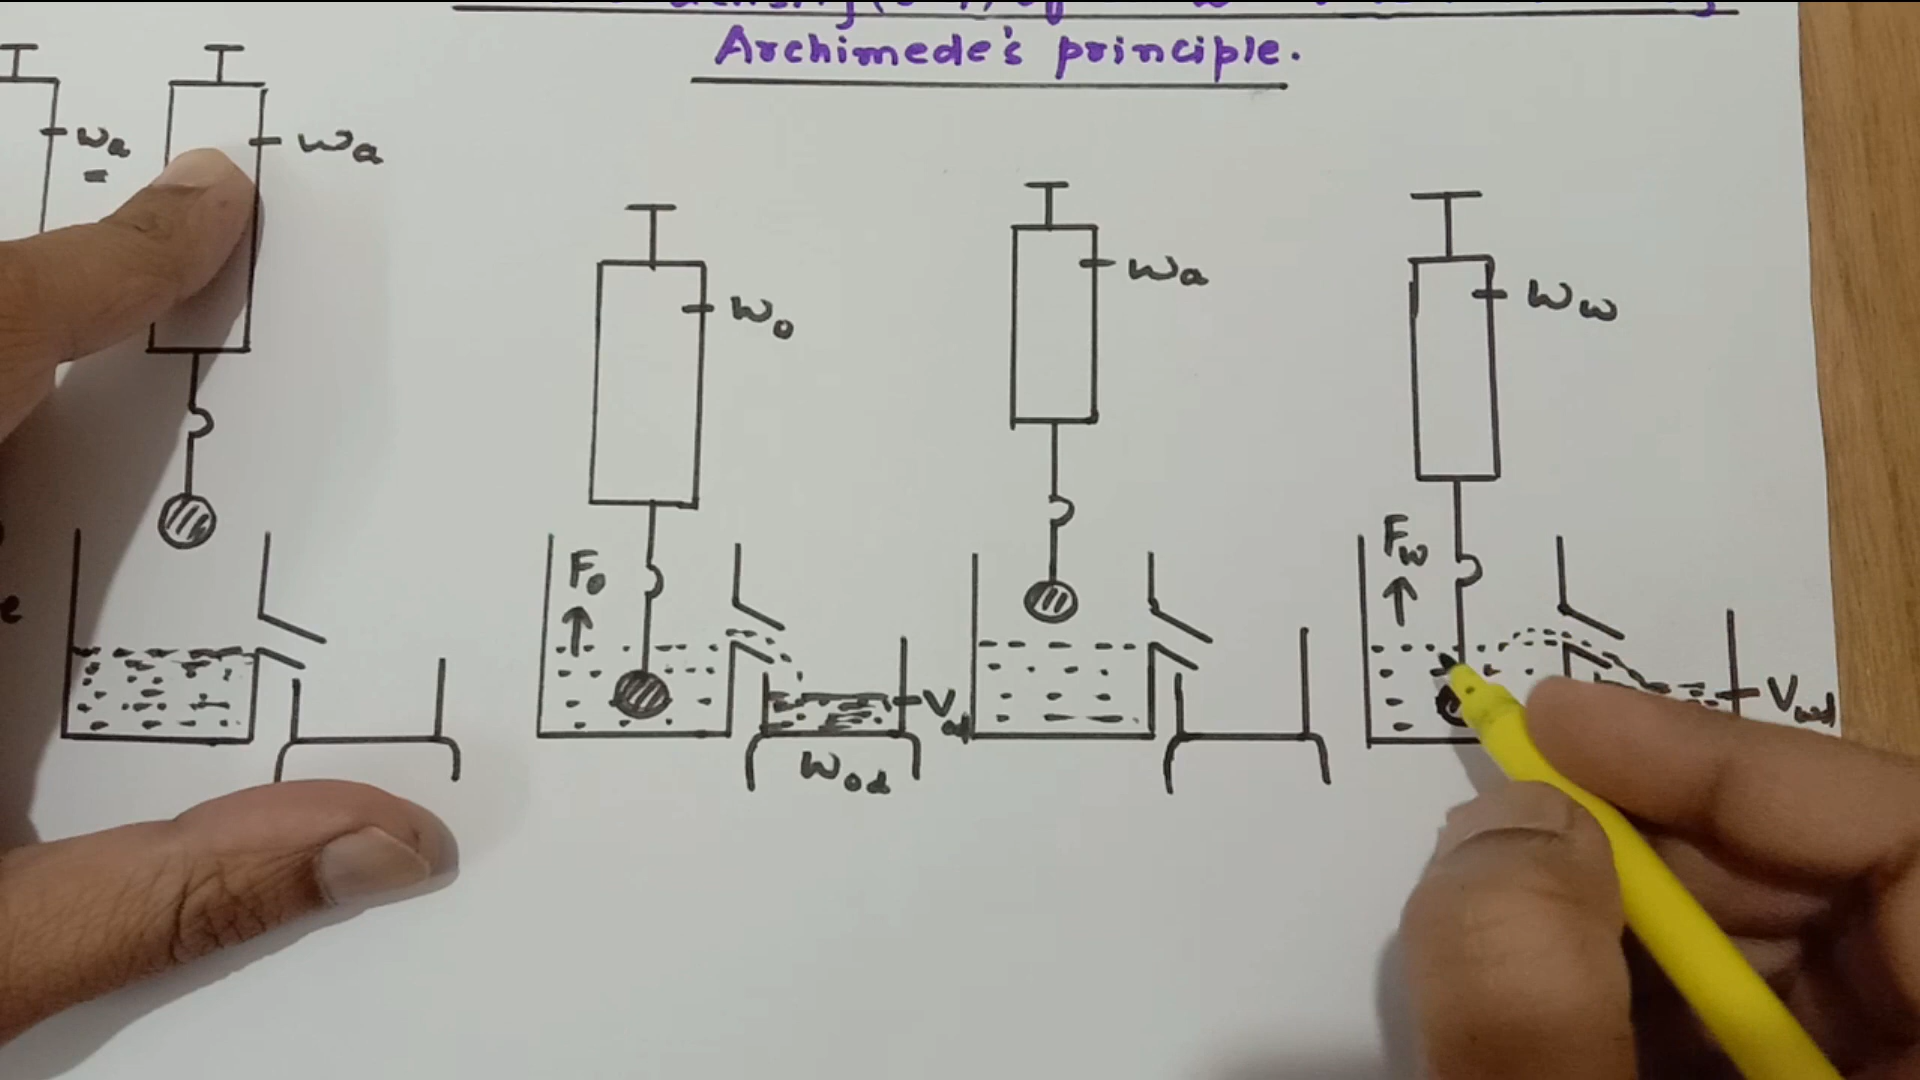 Archimede's principle.
Wa
Wa
Wo
Wa
Ww
Fo
↑
Fw
↑
e
Vod
Vwd
Wod